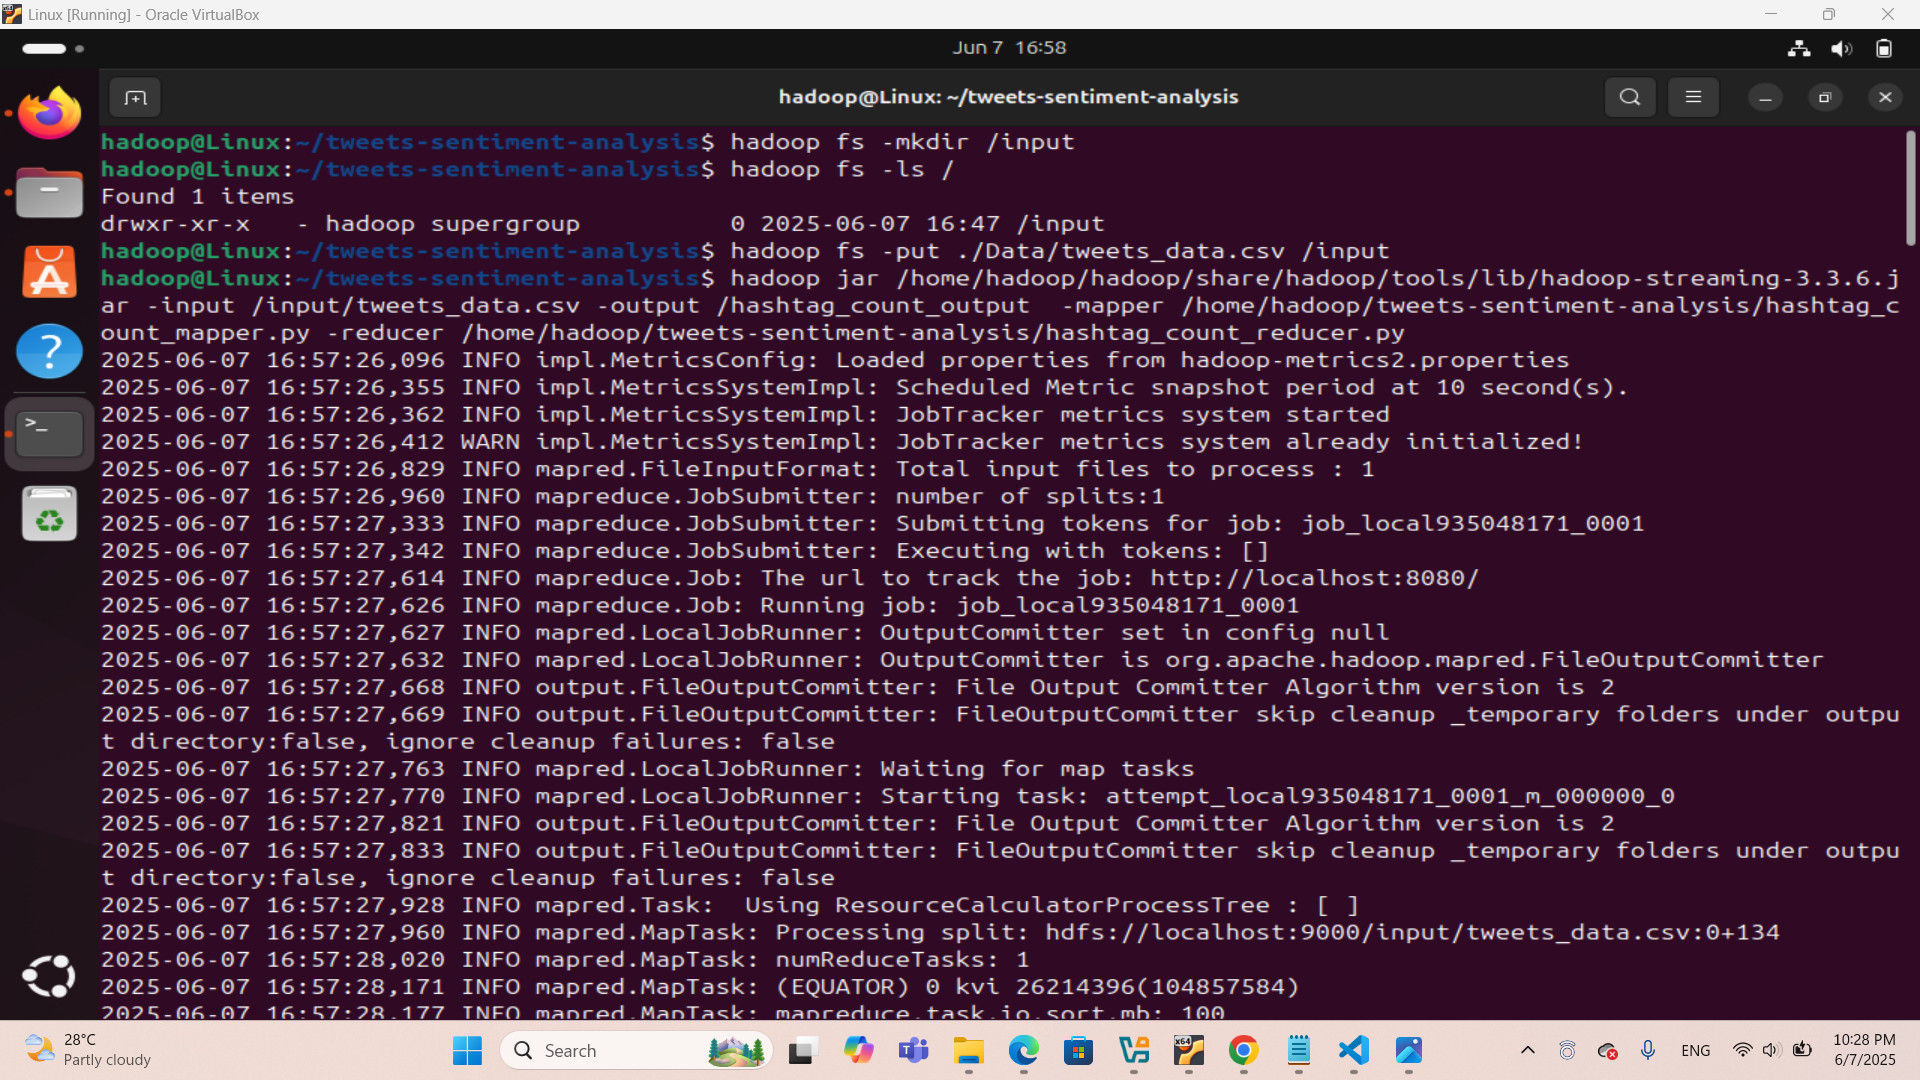 Linux [Running] - Oracle VirtualBox
Jun 7 16:58
hadoop@Linux: ~/tweets-sentiment-analysis
hadoop@Linux:~/tweets-sentiment-analysis$ hadoop fs -mkdir /input
hadoop@Linux:~/tweets-sentiment-analysis$ hadoop fs -ls /
Found 1 items
drwxr-xr-x   - hadoop supergroup          0 2025-06-07 16:47 /input
hadoop@Linux:~/tweets-sentiment-analysis$ hadoop fs -put ./Data/tweets_data.csv /input
hadoop@Linux:~/tweets-sentiment-analysis$ hadoop jar /home/hadoop/hadoop/share/hadoop/tools/lib/hadoop-streaming-3.3.6.j
ar -input /input/tweets_data.csv -output /hashtag_count_output  -mapper /home/hadoop/tweets-sentiment-analysis/hashtag_c
ount_mapper.py -reducer /home/hadoop/tweets-sentiment-analysis/hashtag_count_reducer.py
2025-06-07 16:57:26,096 INFO impl.MetricsConfig: Loaded properties from hadoop-metrics2.properties
2025-06-07 16:57:26,355 INFO impl.MetricsSystemImpl: Scheduled Metric snapshot period at 10 second(s).
2025-06-07 16:57:26,362 INFO impl.MetricsSystemImpl: JobTracker metrics system started
2025-06-07 16:57:26,412 WARN impl.MetricsSystemImpl: JobTracker metrics system already initialized!
2025-06-07 16:57:26,829 INFO mapred.FileInputFormat: Total input files to process : 1
2025-06-07 16:57:26,960 INFO mapreduce.JobSubmitter: number of splits:1
2025-06-07 16:57:27,333 INFO mapreduce.JobSubmitter: Submitting tokens for job: job_local935048171_0001
2025-06-07 16:57:27,342 INFO mapreduce.JobSubmitter: Executing with tokens: []
2025-06-07 16:57:27,614 INFO mapreduce.Job: The url to track the job: http://localhost:8080/
2025-06-07 16:57:27,626 INFO mapreduce.Job: Running job: job_local935048171_0001
2025-06-07 16:57:27,627 INFO mapred.LocalJobRunner: OutputCommitter set in config null
2025-06-07 16:57:27,632 INFO mapred.LocalJobRunner: OutputCommitter is org.apache.hadoop.mapred.FileOutputCommitter
2025-06-07 16:57:27,668 INFO output.FileOutputCommitter: File Output Committer Algorithm version is 2
2025-06-07 16:57:27,669 INFO output.FileOutputCommitter: FileOutputCommitter skip cleanup _temporary folders under outpu
t directory:false, ignore cleanup failures: false
2025-06-07 16:57:27,763 INFO mapred.LocalJobRunner: Waiting for map tasks
2025-06-07 16:57:27,770 INFO mapred.LocalJobRunner: Starting task: attempt_local935048171_0001_m_000000_0
2025-06-07 16:57:27,821 INFO output.FileOutputCommitter: File Output Committer Algorithm version is 2
2025-06-07 16:57:27,833 INFO output.FileOutputCommitter: FileOutputCommitter skip cleanup _temporary folders under outpu
t directory:false, ignore cleanup failures: false
2025-06-07 16:57:27,928 INFO mapred.Task:  Using ResourceCalculatorProcessTree : [ ]
2025-06-07 16:57:27,960 INFO mapred.MapTask: Processing split: hdfs://localhost:9000/input/tweets_data.csv:0+134
2025-06-07 16:57:28,020 INFO mapred.MapTask: numReduceTasks: 1
2025-06-07 16:57:28,171 INFO mapred.MapTask: (EQUATOR) 0 kvi 26214396(104857584)
2025-06-07 16:57:28,177 INFO mapred.MapTask: mapreduce.task.io.sort.mb: 100
28°C
Partly cloudy
Search
ENG
10:28 PM
6/7/2025